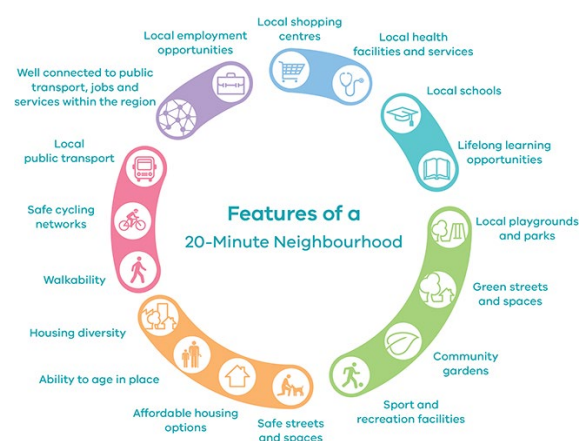 Features of a
20-Minute Neighbourhood
Local shopping
centres
Local health
facilities and services
Local schools
Lifelong learning
opportunities
Local playgrounds
and parks
Green streets
and spaces
Community
gardens
Sport and
recreation facilities
Safe streets
and spaces
Affordable housing
options
Ability to age in place
Housing diversity
Walkability
Safe cycling
networks
Local
public transport
Well connected to public
transport, jobs and
services within the region
Local employment
opportunities